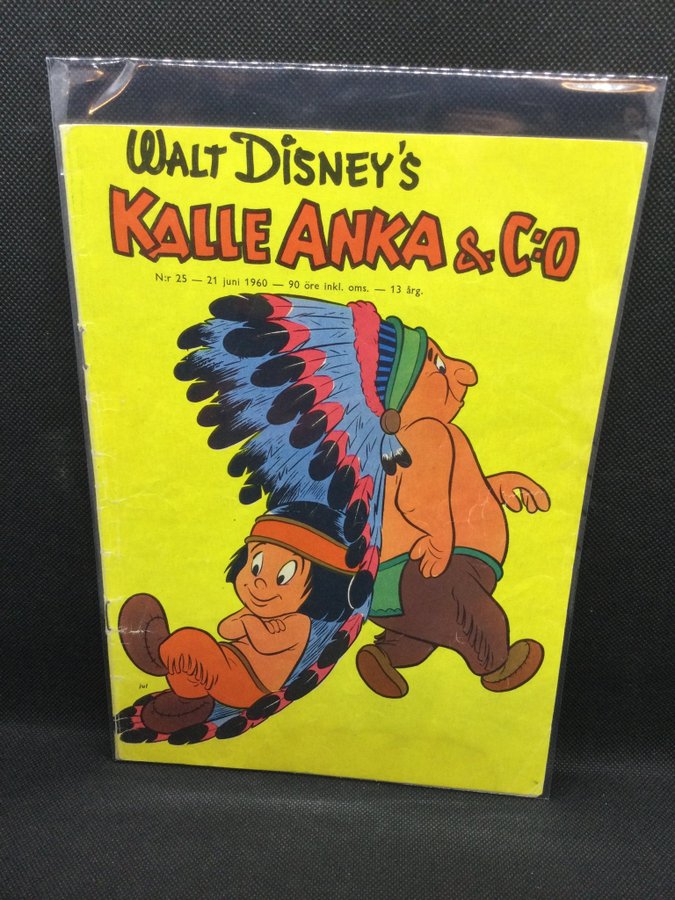 WALT DISNEY'S
KALLE ANKA & C:O
N:r 25 — 21 juni 1960 — 90 öre inkl. oms. — 13 årg.